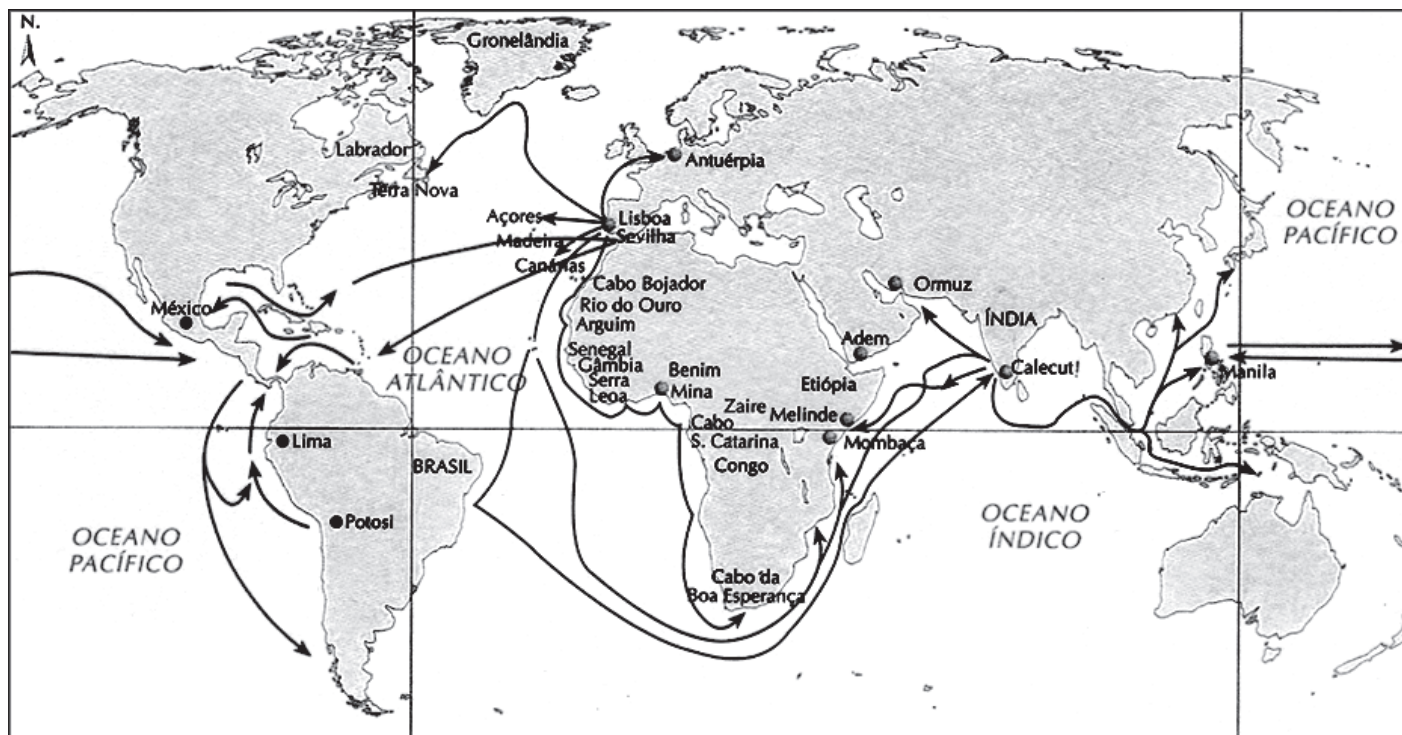 N.
Gronelândia
Labrador
Terra Nova
Antuérpia
Açores
Lisboa
Madeira
Sevilha
Canárias
OCEANO
PACÍFICO
Cabo Bojador
Rio do Ouro
Arguim
Ormuz
México
ÍNDIA
OCEANO
ATLÂNTICO
Senegal
Gâmbia
Serra
Leoa
Benim
Mina
Adem
Etiópia
Calecut
Manila
Zaire
Melinde
Cabo
S. Catarina
Mombaça
Congo
Lima
BRASIL
Potosi
OCEANO
PACÍFICO
OCEANO
ÍNDICO
Cabo da
Boa Esperança